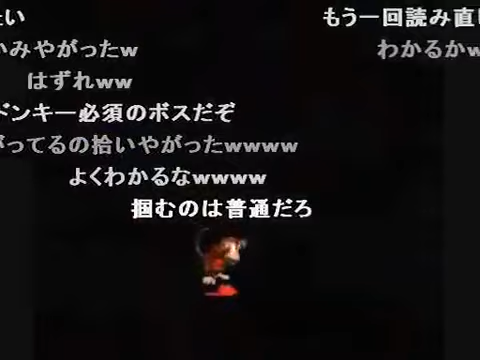 たい
もう一回読み直し
かみやがったw
わかるかw
はずれww
ドンキー必須のボスだぞ
がってるの拾いやがったwwww
よくわかるなwwww
掴むのは普通だろ